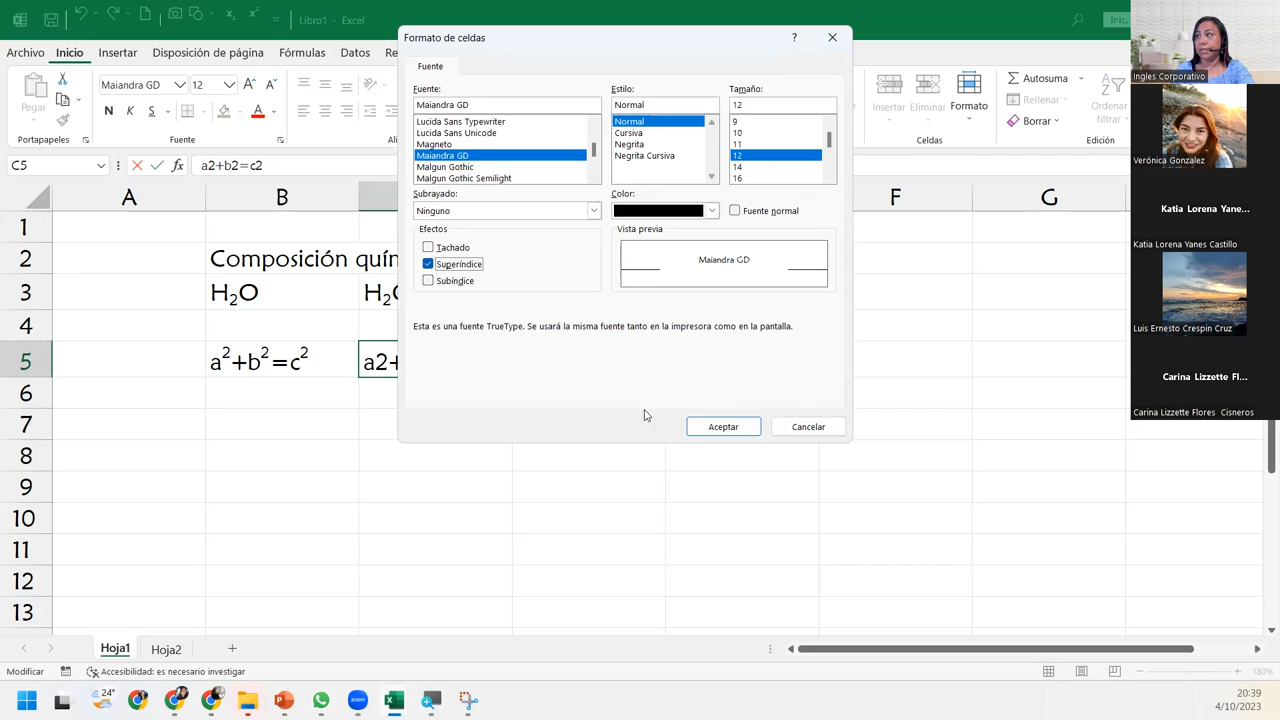 Libro1 - Excel
Inic
Archivo Inicio Insertar Disposición de página Fórmulas Datos
Pegar
Portapapeles
Maiandra GD 12
N K S
Fuente
Insertar Eliminar Formato
Celdas
Autosuma
Rellenar
Borrar
Ordenar
filtrar
Edición
C5 fx a2+b2=c2
Formato de celdas ?
Fuente
Fuente: Estilo: Tamaño:
Maiandra GD Normal 12
Lucida Sans Typewriter Normal 9
Lucida Sans Unicode Cursiva 10
Magneto Negrita 11
Maiandra GD Negrita Cursiva 12
Malgun Gothic 14
Malgun Gothic Semilight 16
Subrayado: Color:
Ninguno Fuente normal
Efectos Vista previa
Tachado
Superíndice
Subíndice
Maiandra GD
Esta es una fuente TrueType. Se usará la misma fuente tanto en la impresora como en la pantalla.
Aceptar Cancelar
A B F G
1
2 Composición quím
3 H₂O H₂O
4
5 a²+b²=c² a2+
6
7
8
9
10
11
12
13
Hoja1 Hoja2 +
Modificar Accesibilidad: es necesario investigar 180%
24°
zoom
20:39
4/10/2023
Ingles Corporativo
Verónica Gonzalez
Katia Lorena Yane...
Katia Lorena Yanes Castillo
Luis Ernesto Crespin Cruz
Carina Lizzette Fl...
Carina Lizzette Flores Cisneros